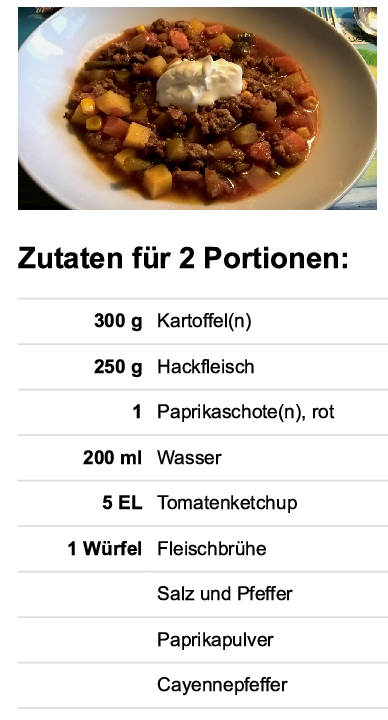 Zutaten für 2 Portionen:
300 g Kartoffel(n)
250 g Hackfleisch
1 Paprikaschote(n), rot
200 ml Wasser
5 EL Tomatenketchup
1 Würfel Fleischbrühe
Salz und Pfeffer
Paprikapulver
Cayennepfeffer